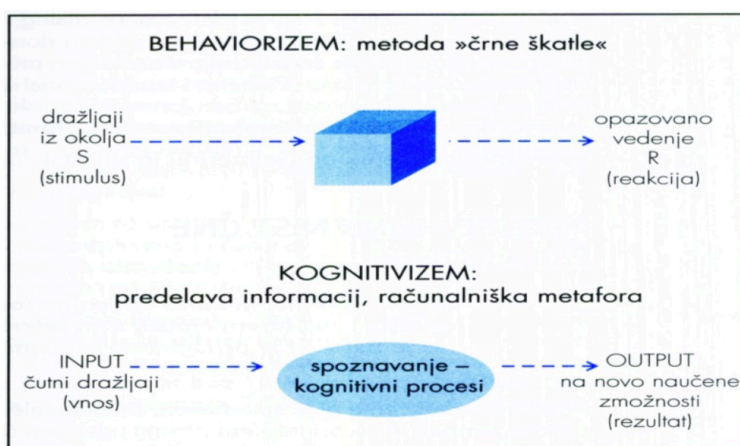 BEHAVIORIZEM: metoda »črne škatle«
dražljaji
iz okolja
S
(stimulus)
opazovano
vedenje
R
(reakcija)
KOGNITIVIZEM:
predelava informacij, računalniška metafora
INPUT
čutni dražljaji
(vnos)
spoznavanje –
kognitivni procesi
OUTPUT
na novo naučene
zmožnosti
(rezultat)